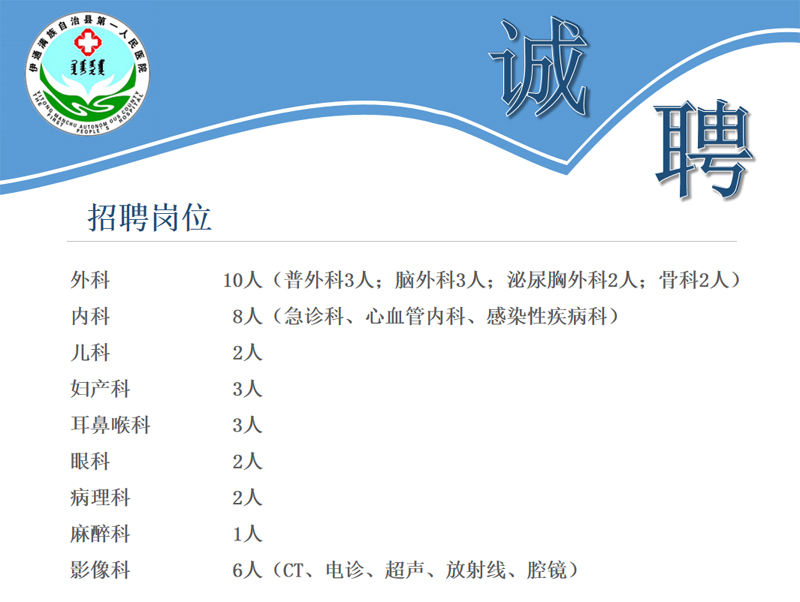 伊通满族自治县第一人民医院
YITONG MANCHU AUTONOM OUS COUNTY
THE FIRST PEOPLE'S HOSPITAL
诚
聘
招聘岗位
外科 10人（普外科3人；脑外科3人；泌尿胸外科2人；骨科2人）
内科 8人（急诊科、心血管内科、感染性疾病科）
儿科 2人
妇产科 3人
耳鼻喉科 3人
眼科 2人
病理科 2人
麻醉科 1人
影像科 6人（CT、电诊、超声、放射线、腔镜）